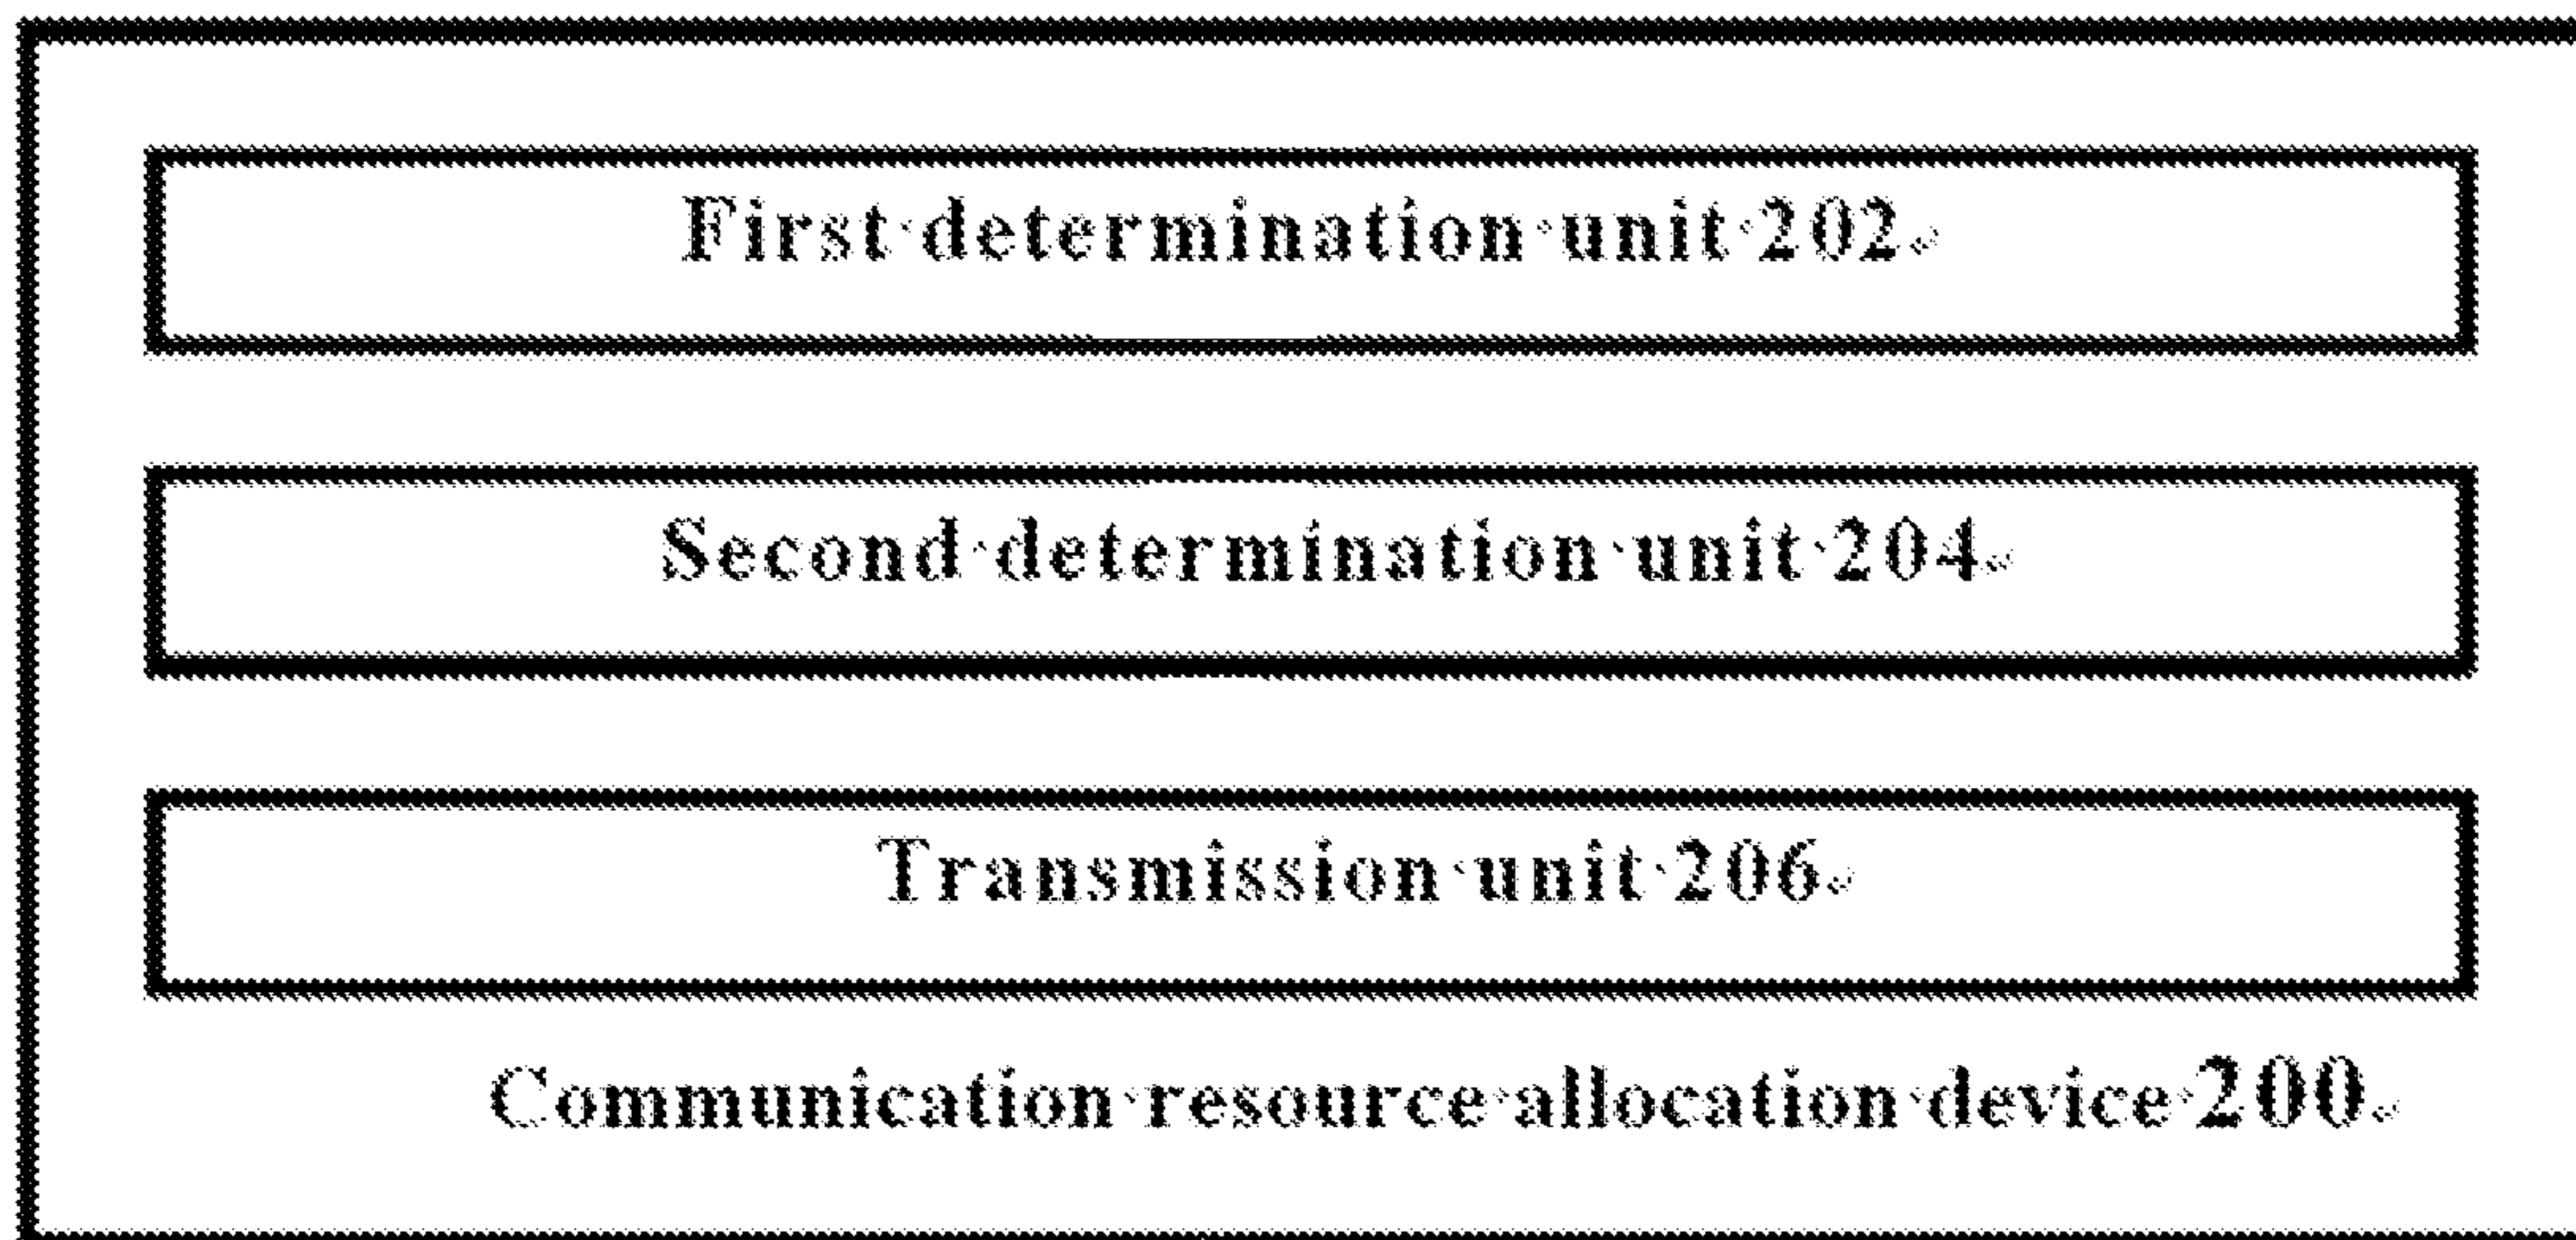 First determination unit 202
Second determination unit 204
Transmission unit 206
Communication resource allocation device 200